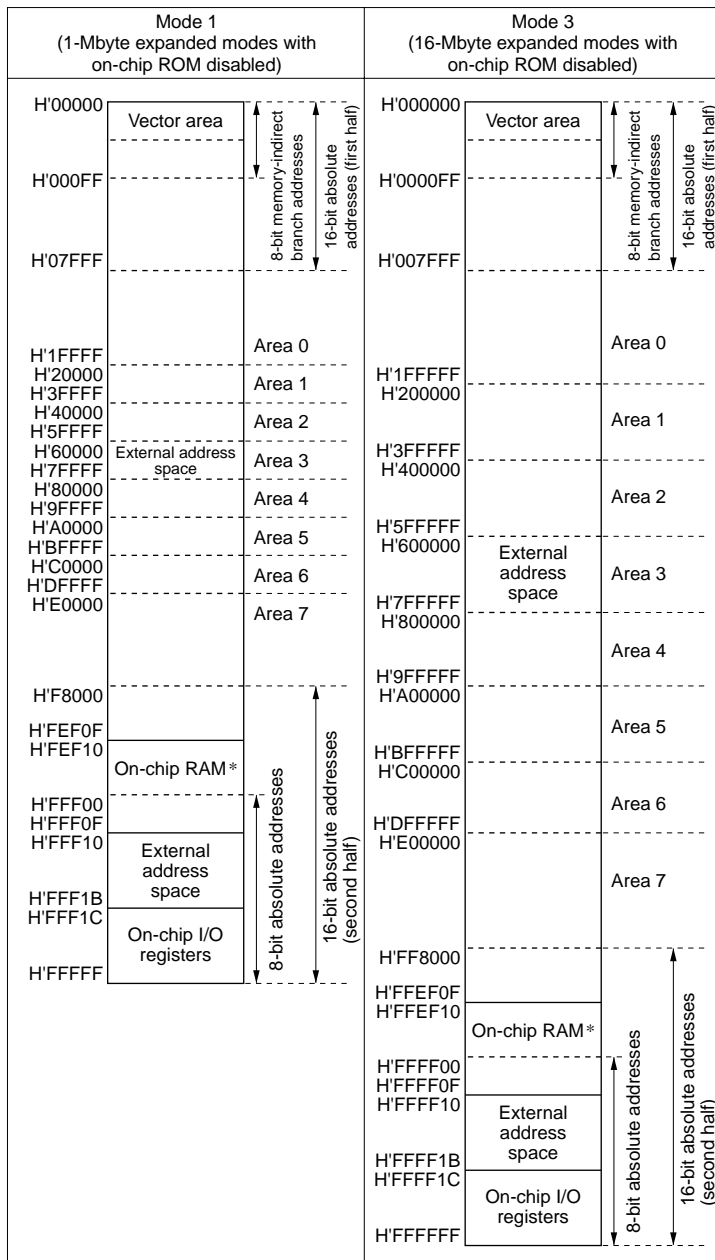 Mode 1
(1-Mbyte expanded modes with
on-chip ROM disabled)
H'00000
Vector area
H'000FF
H'07FFF
8-bit memory-indirect
branch addresses
16-bit absolute
addresses (first half)
H'1FFFF
Area 0
H'20000
H'3FFFF
Area 1
H'40000
H'5FFFF
Area 2
H'60000
H'7FFFF
External address
space
Area 3
H'80000
H'9FFFF
Area 4
H'A0000
H'BFFFF
Area 5
H'C0000
H'DFFFF
Area 6
H'E0000
Area 7
H'F8000
H'FEF0F
H'FEF10
On-chip RAM*
H'FFF00
H'FFF0F
H'FFF10
External
address
space
H'FFF1B
H'FFF1C
On-chip I/O
registers
H'FFFFF
8-bit absolute addresses
16-bit absolute addresses
(second half)
Mode 3
(16-Mbyte expanded modes with
on-chip ROM disabled)
H'000000
Vector area
H'0000FF
H'007FFF
8-bit memory-indirect
branch addresses
16-bit absolute
addresses (first half)
Area 0
H'1FFFFF
H'200000
Area 1
H'3FFFFF
H'400000
Area 2
H'5FFFFF
H'600000
External
address
space
Area 3
H'7FFFFF
H'800000
Area 4
H'9FFFFF
H'A00000
Area 5
H'BFFFFF
H'C00000
Area 6
H'DFFFFF
H'E00000
Area 7
H'FF8000
H'FFEF0F
H'FFEF10
On-chip RAM*
H'FFFF00
H'FFFF0F
H'FFFF10
External
address
space
H'FFFF1B
H'FFFF1C
On-chip I/O
registers
H'FFFFFF
8-bit absolute addresses
16-bit absolute addresses
(second half)